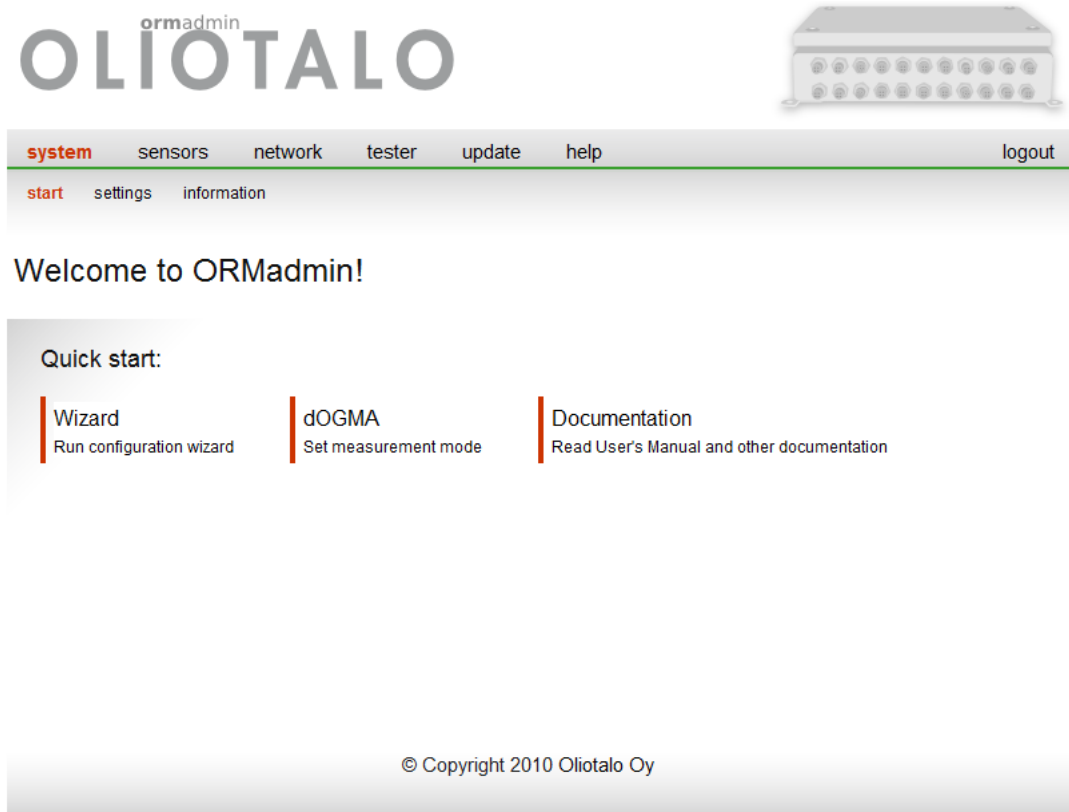 ormadmin
OLIOTALO
system sensors network tester update help logout
start settings information
Welcome to ORMadmin!
Quick start:
Wizard dOGMA Documentation
Run configuration wizard Set measurement mode Read User's Manual and other documentation
© Copyright 2010 Oliotalo Oy